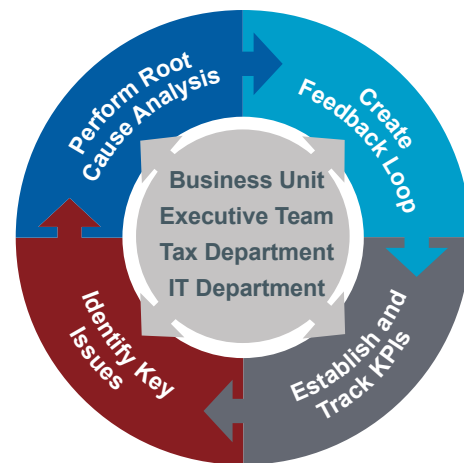 Perform Root
Cause Analysis
Create
Feedback Loop
Business Unit
Executive Team
Tax Department
IT Department
Identify Key
Issues
Establish and
Track KPIs